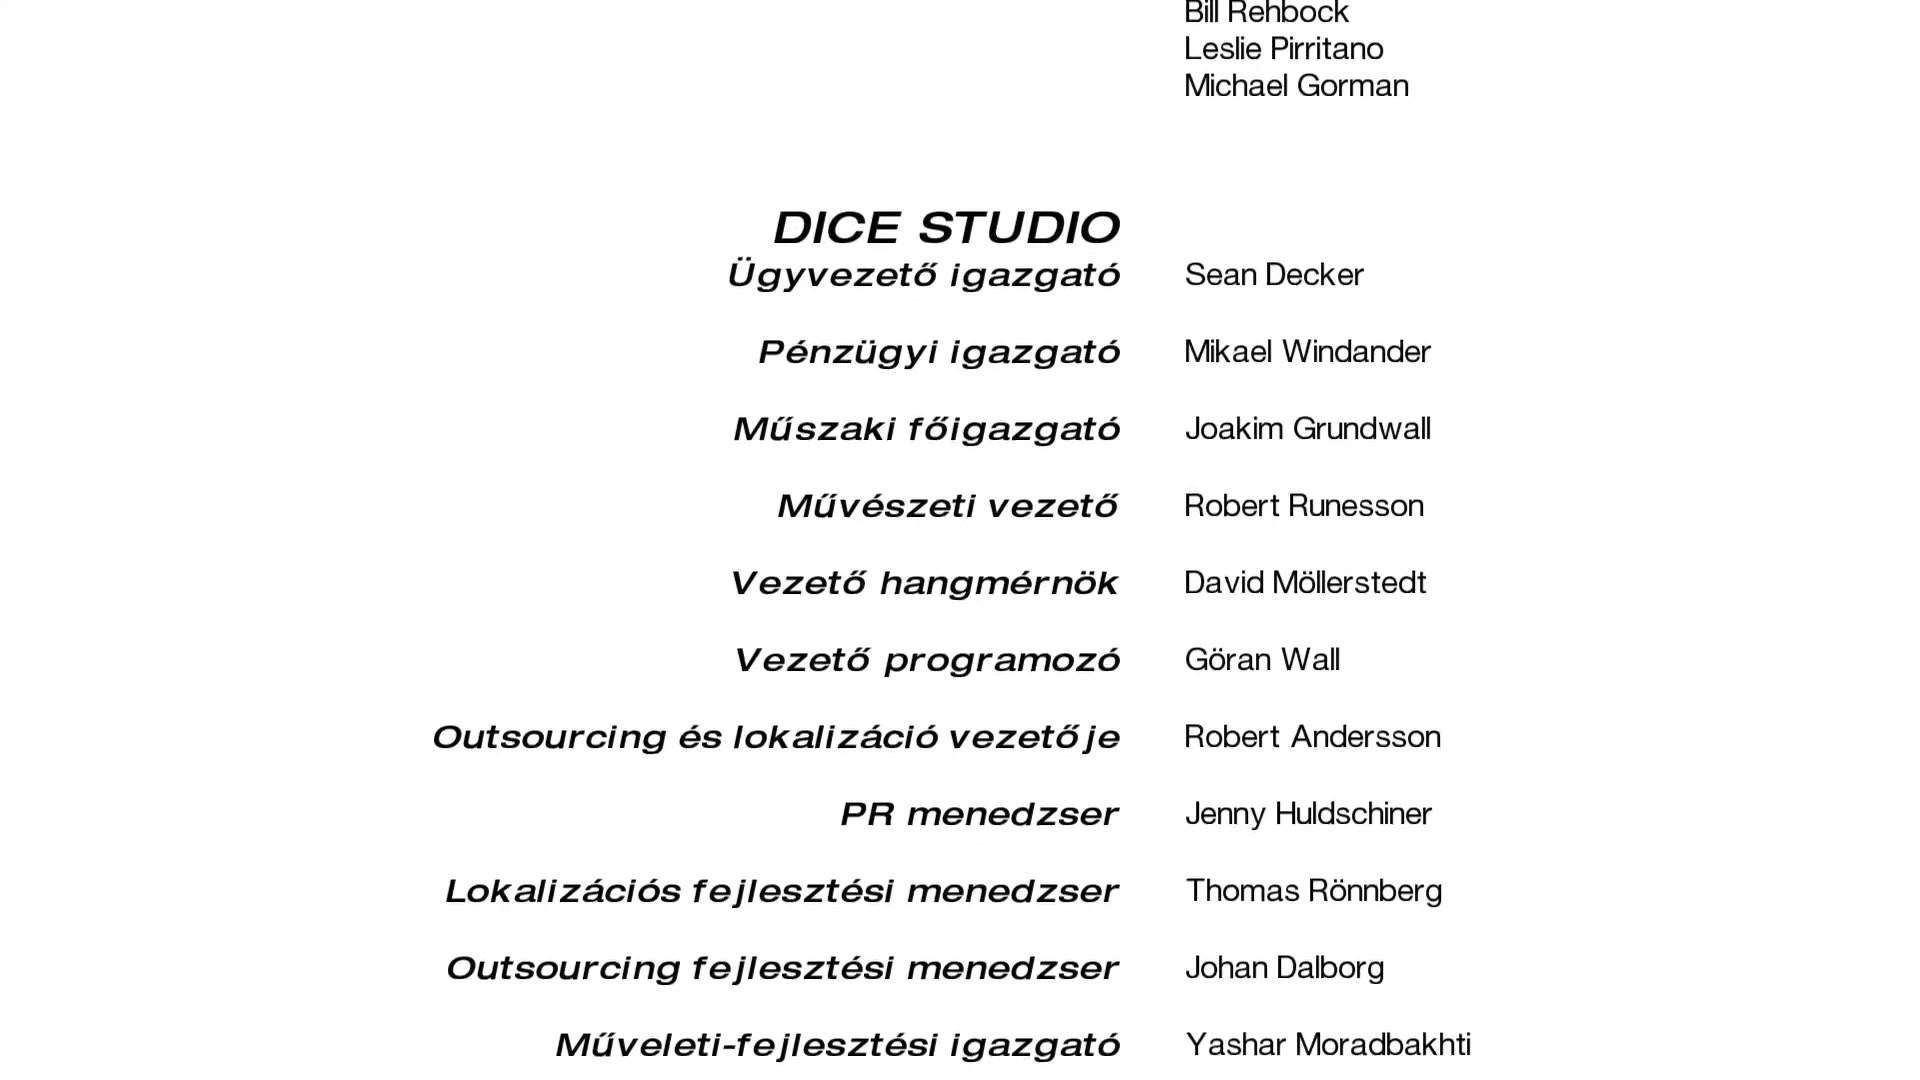 Bill Rehbock
Leslie Pirritano
Michael Gorman
DICE STUDIO
Ügyvezető igazgató Sean Decker
Pénzügyi igazgató Mikael Windander
Műszaki főigazgató Joakim Grundwall
Művészeti vezető Robert Runesson
Vezető hangmérnök David Möllerstedt
Vezető programozó Göran Wall
Outsourcing és lokalizáció vezetője Robert Andersson
PR menedzser Jenny Huldschiner
Lokalizációs fejlesztési menedzser Thomas Rönnberg
Outsourcing fejlesztési menedzser Johan Dalborg
Műveleti-fejlesztési igazgató Yashar Moradbakhti